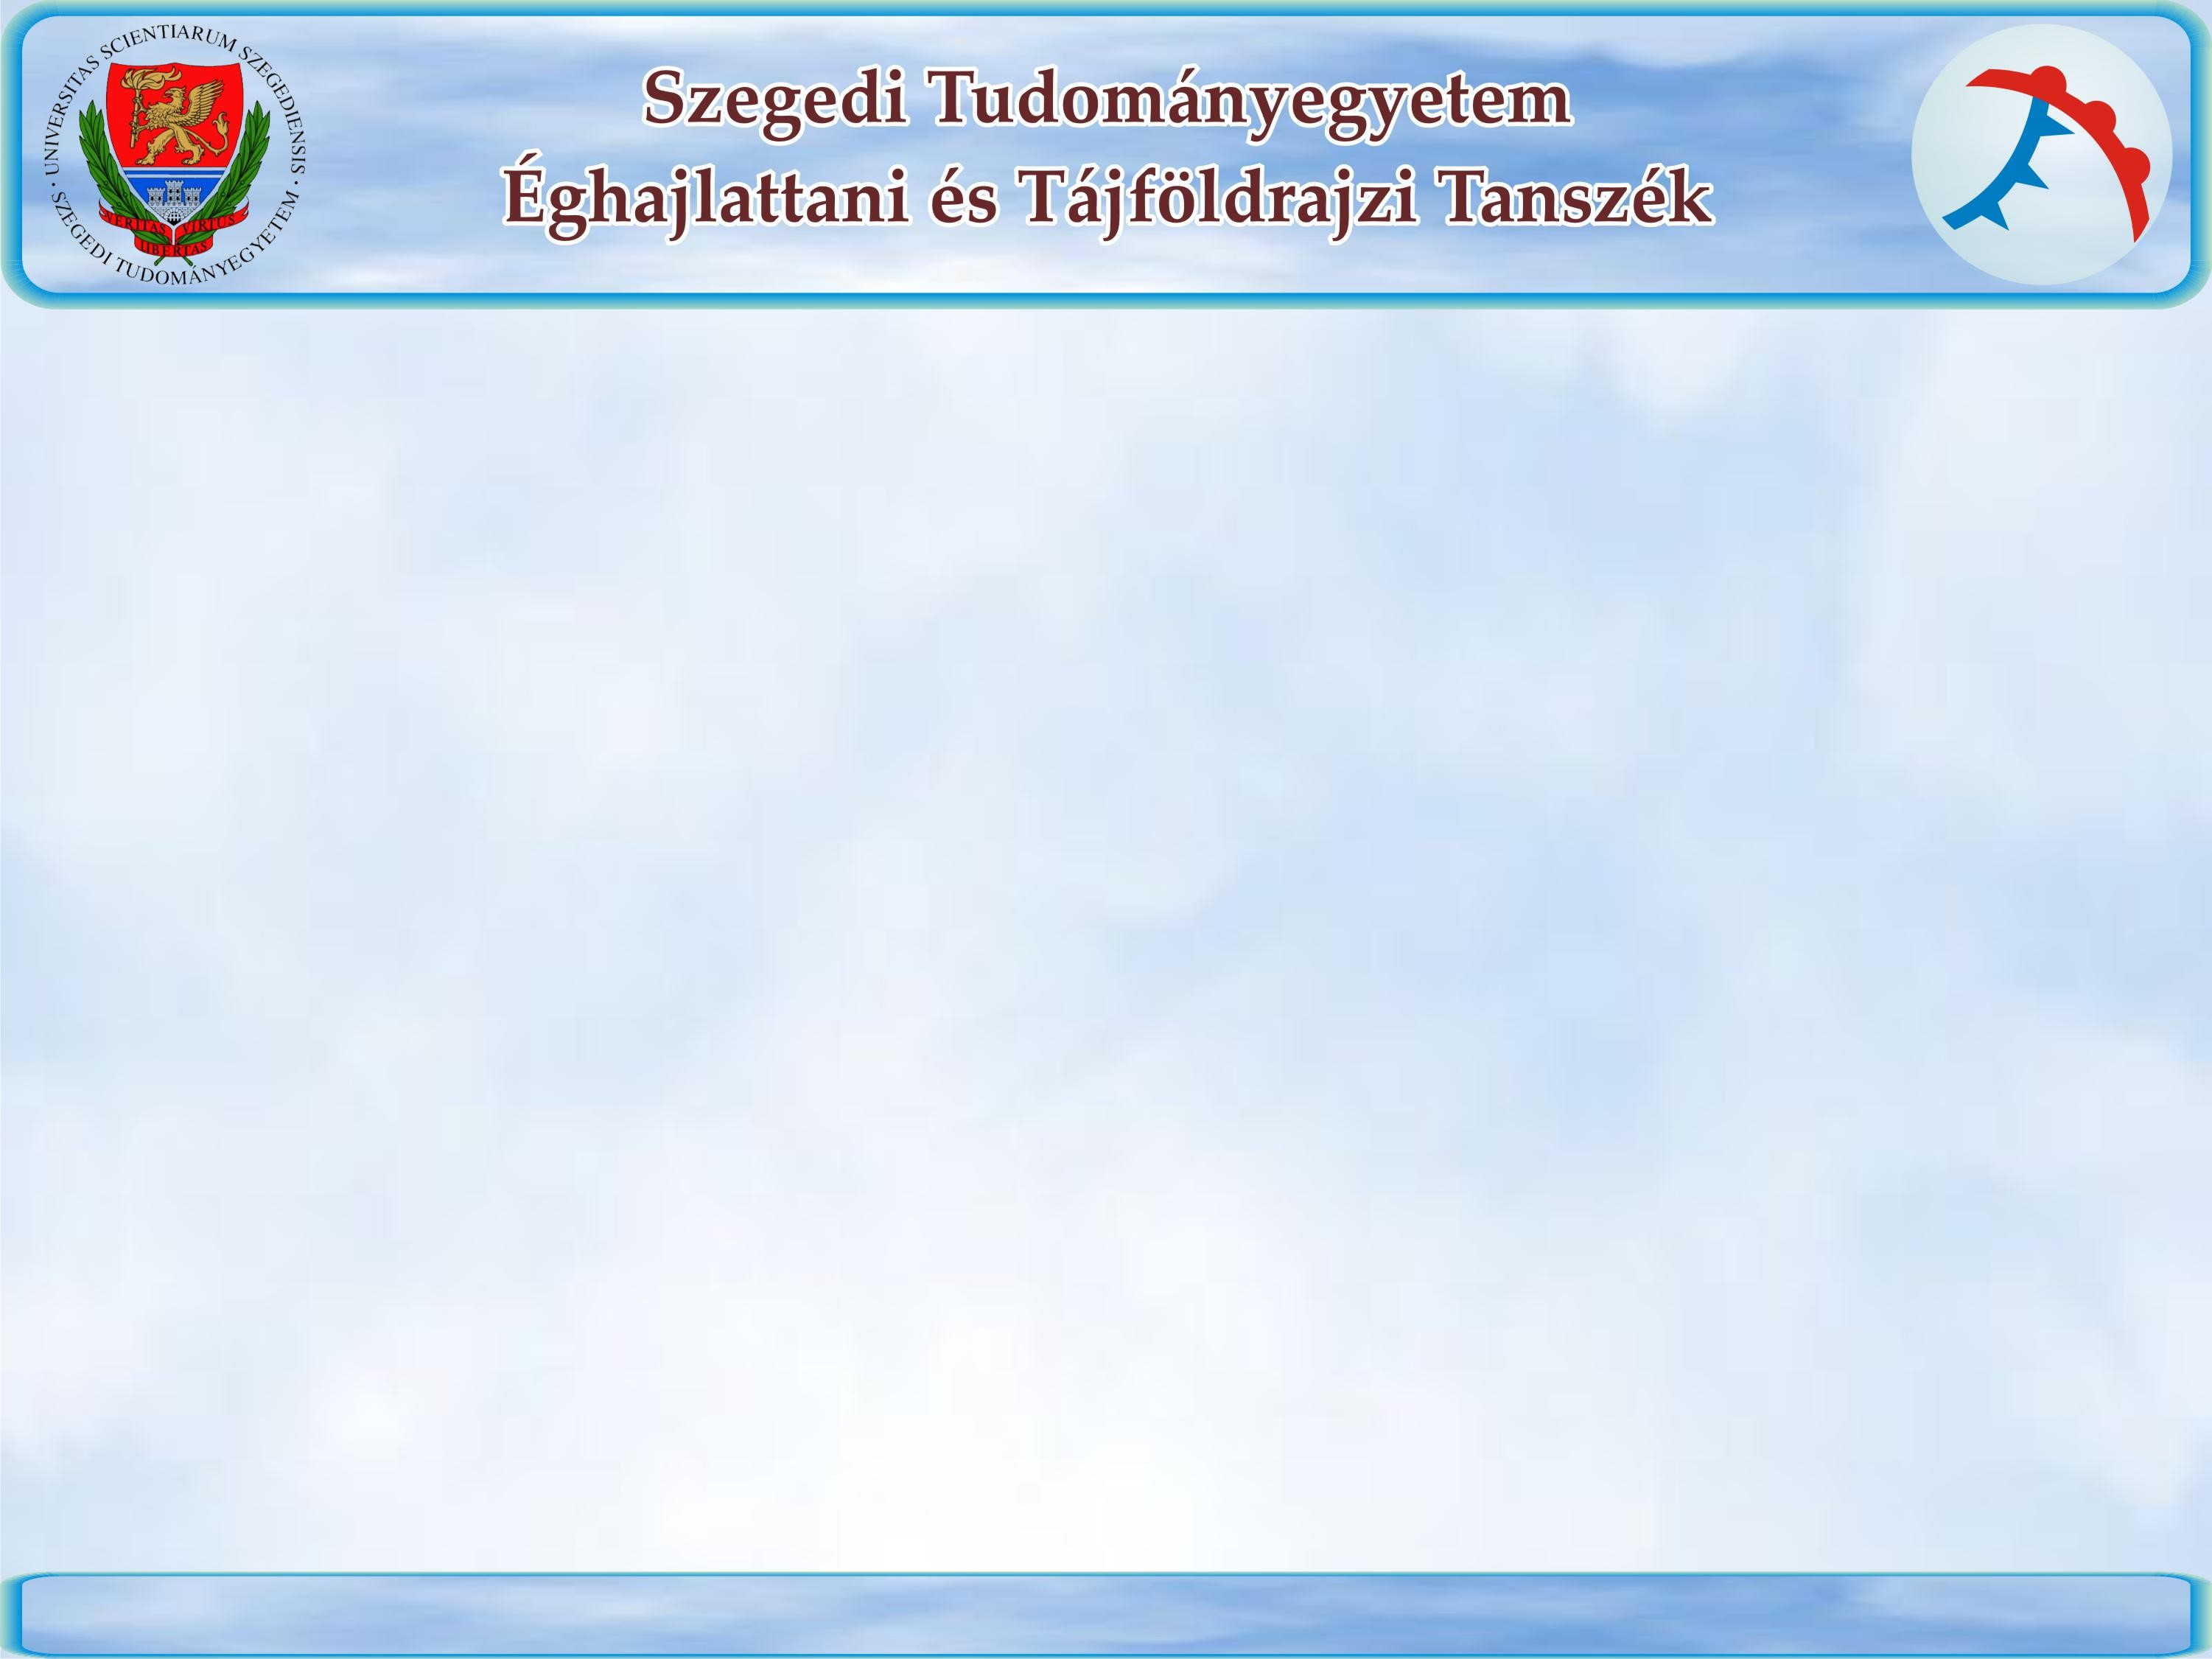 UNIVERSITAS SCIENTIARUM SZEGEDIENSIS
· SZEGEDI TUDOMÁNYEGYETEM ·
VERITAS VIRTUS
LIBERTAS
Szegedi Tudományegyetem
Éghajlattani és Tájföldrajzi Tanszék